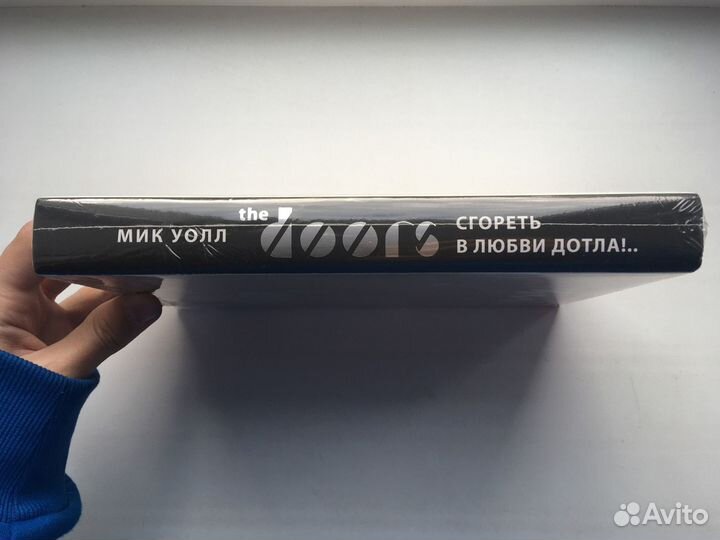 МИК УОЛЛ
the doors
СГОРЕТЬ
В ЛЮБВИ ДОТЛА!..
Avito